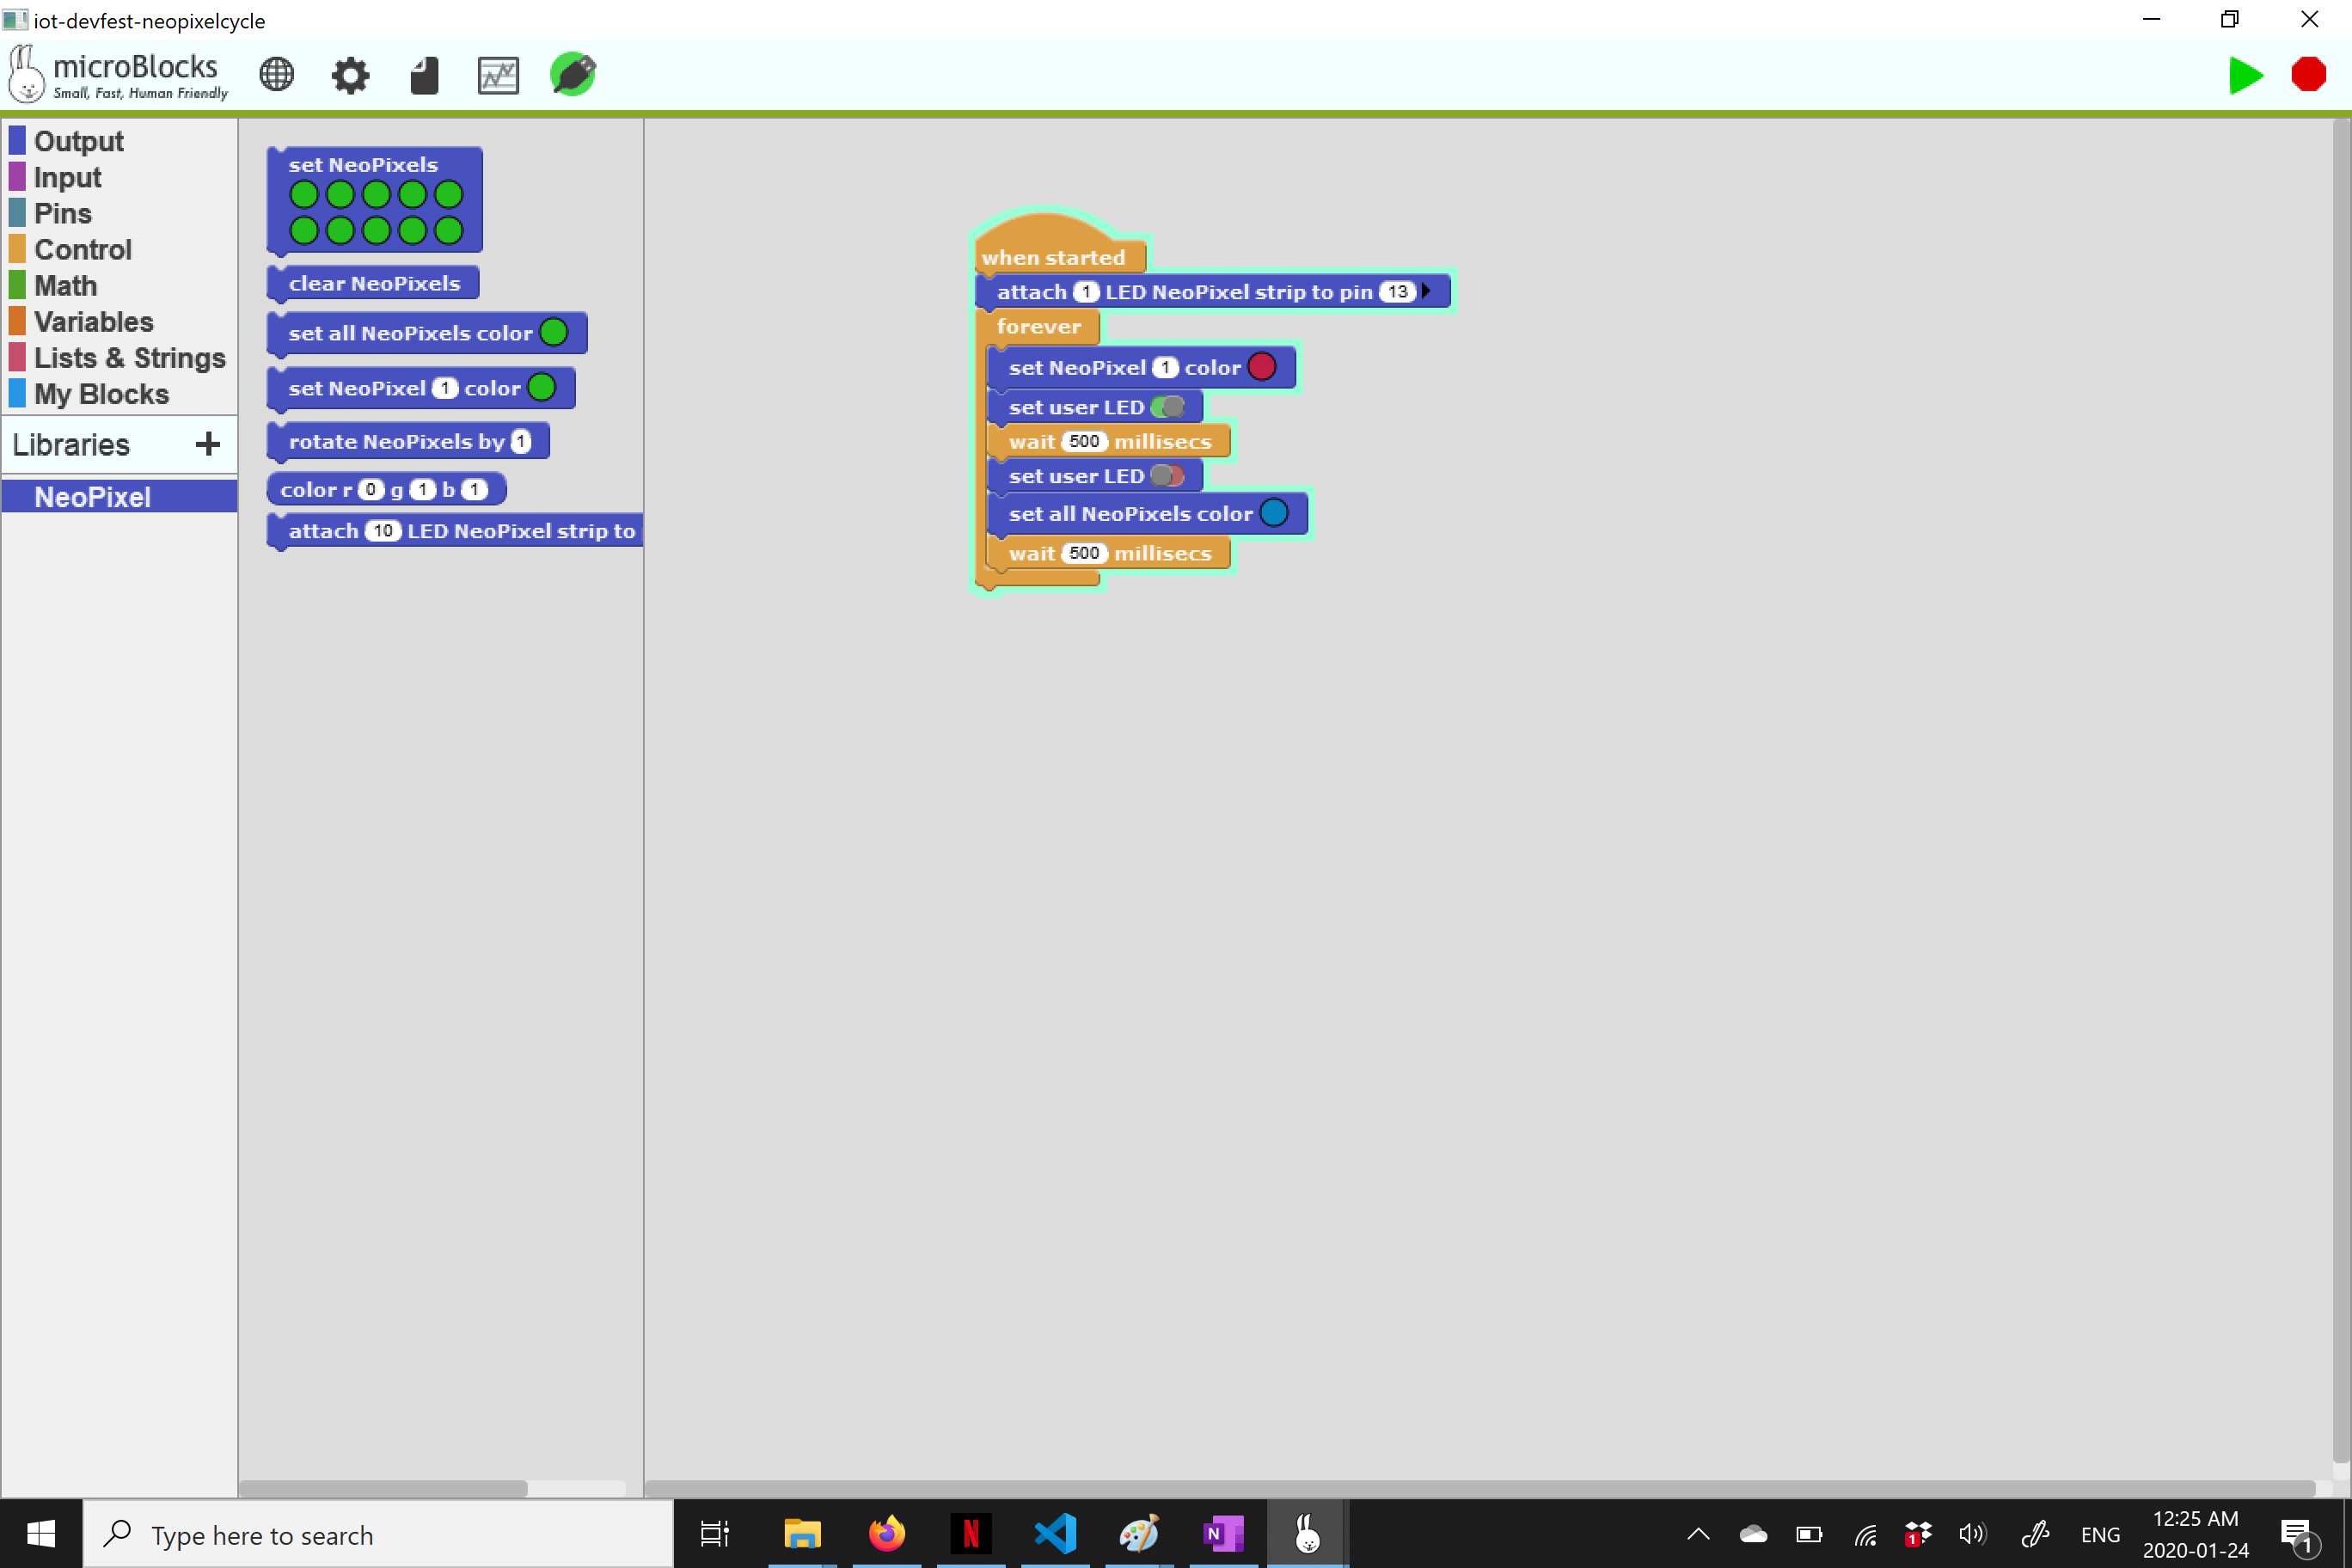 iot-devfest-neopixelcycle
microBlocks
Small, Fast, Human Friendly
Output
Input
Pins
Control
Math
Variables
Lists & Strings
My Blocks
Libraries +
NeoPixel
set NeoPixels
clear NeoPixels
set all NeoPixels color
set NeoPixel 1 color
rotate NeoPixels by 1
color r 0 g 1 b 1
attach 10 LED NeoPixel strip to
when started
attach 1 LED NeoPixel strip to pin 13
forever
set NeoPixel 1 color
set user LED
wait 500 millisecs
set user LED
set all NeoPixels color
wait 500 millisecs
Type here to search
N
N
1
ENG
12:25 AM
2020-01-24
1